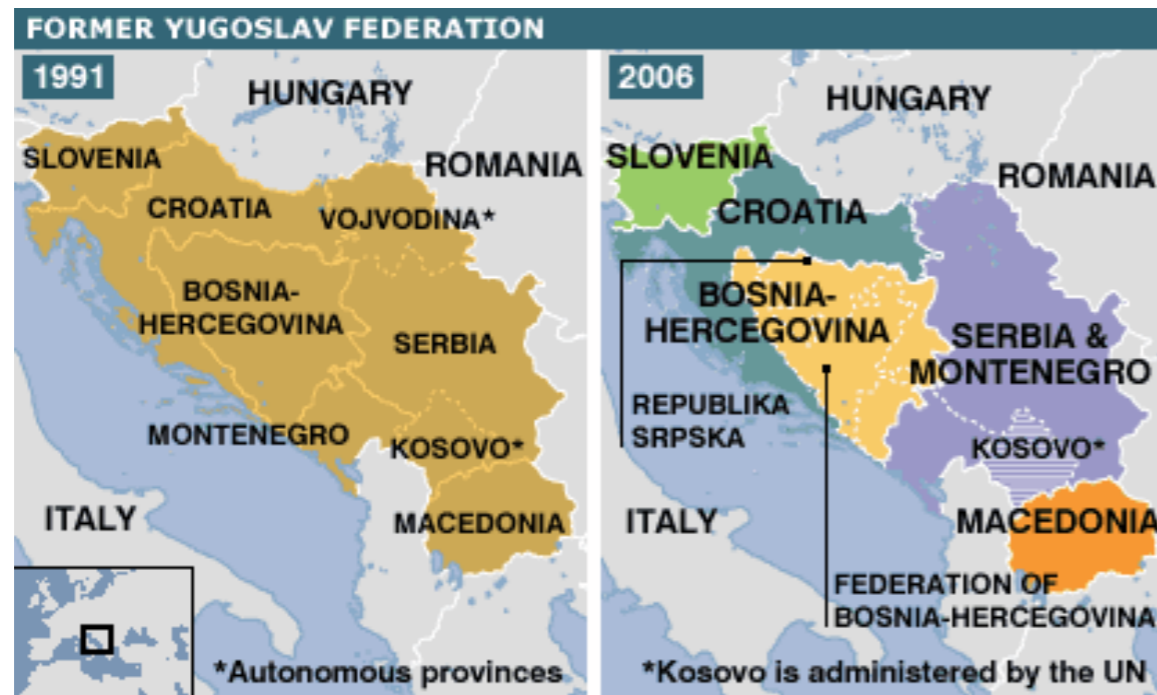 FORMER YUGOSLAV FEDERATION
1991
HUNGARY
SLOVENIA
ROMANIA
CROATIA
VOJVODINA*
BOSNIA-
HERCEGOVINA
SERBIA
MONTENEGRO
KOSOVO*
ITALY
MACEDONIA
*Autonomous provinces
2006
HUNGARY
SLOVENIA
ROMANIA
CROATIA
BOSNIA-
HERCEGOVINA
SERBIA &
MONTENEGRO
REPUBLIKA
SRPSKA
KOSOVO*
ITALY
MACEDONIA
FEDERATION OF
BOSNIA-HERCEGOVINA
*Kosovo is administered by the UN